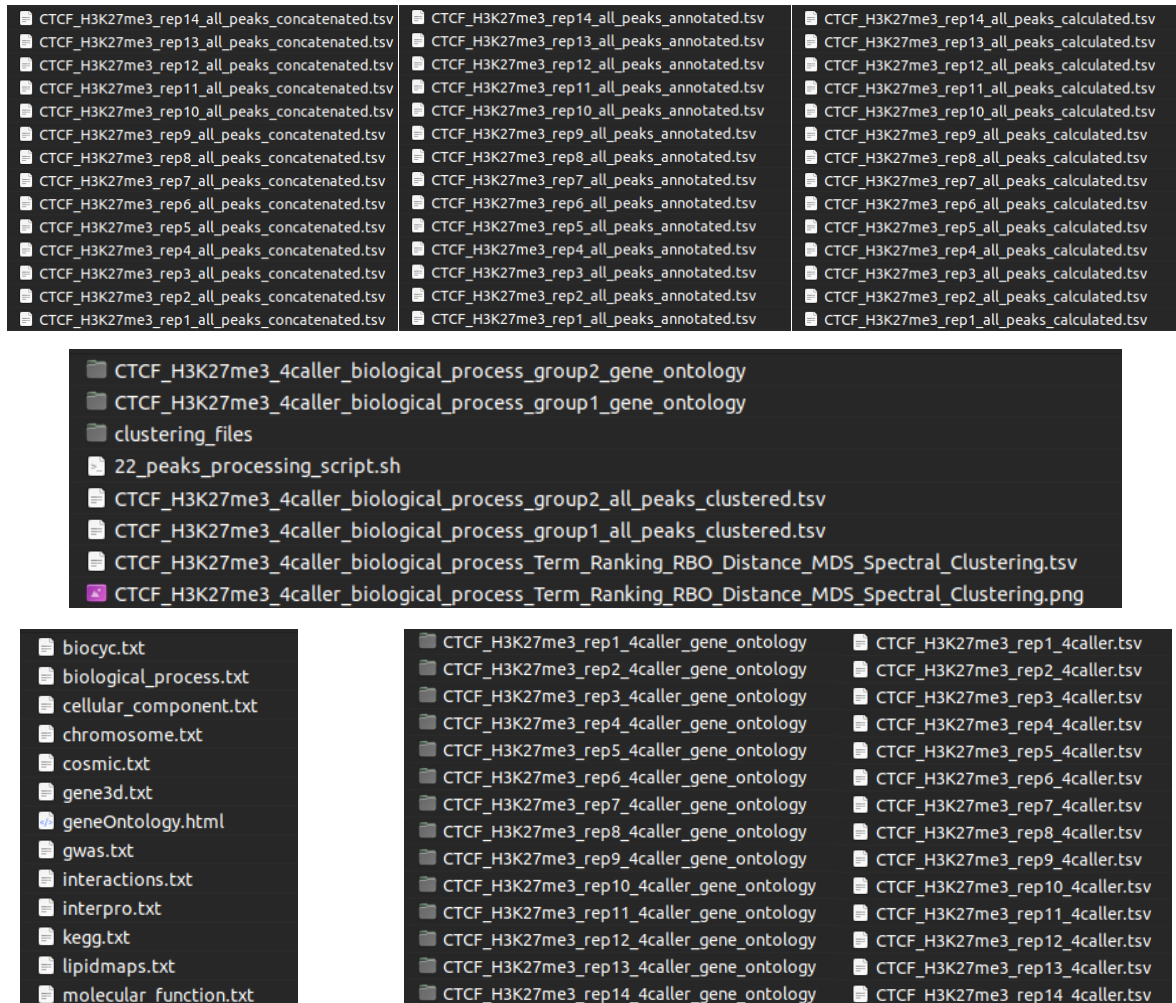 CTCF_H3K27me3_rep14_all_peaks_concatenated.tsv
CTCF_H3K27me3_rep13_all_peaks_concatenated.tsv
CTCF_H3K27me3_rep12_all_peaks_concatenated.tsv
CTCF_H3K27me3_rep11_all_peaks_concatenated.tsv
CTCF_H3K27me3_rep10_all_peaks_concatenated.tsv
CTCF_H3K27me3_rep9_all_peaks_concatenated.tsv
CTCF_H3K27me3_rep8_all_peaks_concatenated.tsv
CTCF_H3K27me3_rep7_all_peaks_concatenated.tsv
CTCF_H3K27me3_rep6_all_peaks_concatenated.tsv
CTCF_H3K27me3_rep5_all_peaks_concatenated.tsv
CTCF_H3K27me3_rep4_all_peaks_concatenated.tsv
CTCF_H3K27me3_rep3_all_peaks_concatenated.tsv
CTCF_H3K27me3_rep2_all_peaks_concatenated.tsv
CTCF_H3K27me3_rep1_all_peaks_concatenated.tsv
CTCF_H3K27me3_rep14_all_peaks_annotated.tsv
CTCF_H3K27me3_rep13_all_peaks_annotated.tsv
CTCF_H3K27me3_rep12_all_peaks_annotated.tsv
CTCF_H3K27me3_rep11_all_peaks_annotated.tsv
CTCF_H3K27me3_rep10_all_peaks_annotated.tsv
CTCF_H3K27me3_rep9_all_peaks_annotated.tsv
CTCF_H3K27me3_rep8_all_peaks_annotated.tsv
CTCF_H3K27me3_rep7_all_peaks_annotated.tsv
CTCF_H3K27me3_rep6_all_peaks_annotated.tsv
CTCF_H3K27me3_rep5_all_peaks_annotated.tsv
CTCF_H3K27me3_rep4_all_peaks_annotated.tsv
CTCF_H3K27me3_rep3_all_peaks_annotated.tsv
CTCF_H3K27me3_rep2_all_peaks_annotated.tsv
CTCF_H3K27me3_rep1_all_peaks_annotated.tsv
CTCF_H3K27me3_rep14_all_peaks_calculated.tsv
CTCF_H3K27me3_rep13_all_peaks_calculated.tsv
CTCF_H3K27me3_rep12_all_peaks_calculated.tsv
CTCF_H3K27me3_rep11_all_peaks_calculated.tsv
CTCF_H3K27me3_rep10_all_peaks_calculated.tsv
CTCF_H3K27me3_rep9_all_peaks_calculated.tsv
CTCF_H3K27me3_rep8_all_peaks_calculated.tsv
CTCF_H3K27me3_rep7_all_peaks_calculated.tsv
CTCF_H3K27me3_rep6_all_peaks_calculated.tsv
CTCF_H3K27me3_rep5_all_peaks_calculated.tsv
CTCF_H3K27me3_rep4_all_peaks_calculated.tsv
CTCF_H3K27me3_rep3_all_peaks_calculated.tsv
CTCF_H3K27me3_rep2_all_peaks_calculated.tsv
CTCF_H3K27me3_rep1_all_peaks_calculated.tsv
CTCF_H3K27me3_4caller_biological_process_group2_gene_ontology
CTCF_H3K27me3_4caller_biological_process_group1_gene_ontology
clustering_files
22_peaks_processing_script.sh
CTCF_H3K27me3_4caller_biological_process_group2_all_peaks_clustered.tsv
CTCF_H3K27me3_4caller_biological_process_group1_all_peaks_clustered.tsv
CTCF_H3K27me3_4caller_biological_process_Term_Ranking_RBO_Distance_MDS_Spectral_Clustering.tsv
CTCF_H3K27me3_4caller_biological_process_Term_Ranking_RBO_Distance_MDS_Spectral_Clustering.png
biocyc.txt
biological_process.txt
cellular_component.txt
chromosome.txt
cosmic.txt
gene3d.txt
geneOntology.html
gwas.txt
interactions.txt
interpro.txt
kegg.txt
lipidmaps.txt
molecular_function.txt
CTCF_H3K27me3_rep1_4caller_gene_ontology
CTCF_H3K27me3_rep2_4caller_gene_ontology
CTCF_H3K27me3_rep3_4caller_gene_ontology
CTCF_H3K27me3_rep4_4caller_gene_ontology
CTCF_H3K27me3_rep5_4caller_gene_ontology
CTCF_H3K27me3_rep6_4caller_gene_ontology
CTCF_H3K27me3_rep7_4caller_gene_ontology
CTCF_H3K27me3_rep8_4caller_gene_ontology
CTCF_H3K27me3_rep9_4caller_gene_ontology
CTCF_H3K27me3_rep10_4caller_gene_ontology
CTCF_H3K27me3_rep11_4caller_gene_ontology
CTCF_H3K27me3_rep12_4caller_gene_ontology
CTCF_H3K27me3_rep13_4caller_gene_ontology
CTCF_H3K27me3_rep14_4caller_gene_ontology
CTCF_H3K27me3_rep1_4caller.tsv
CTCF_H3K27me3_rep2_4caller.tsv
CTCF_H3K27me3_rep3_4caller.tsv
CTCF_H3K27me3_rep4_4caller.tsv
CTCF_H3K27me3_rep5_4caller.tsv
CTCF_H3K27me3_rep6_4caller.tsv
CTCF_H3K27me3_rep7_4caller.tsv
CTCF_H3K27me3_rep8_4caller.tsv
CTCF_H3K27me3_rep9_4caller.tsv
CTCF_H3K27me3_rep10_4caller.tsv
CTCF_H3K27me3_rep11_4caller.tsv
CTCF_H3K27me3_rep12_4caller.tsv
CTCF_H3K27me3_rep13_4caller.tsv
CTCF_H3K27me3_rep14_4caller.tsv